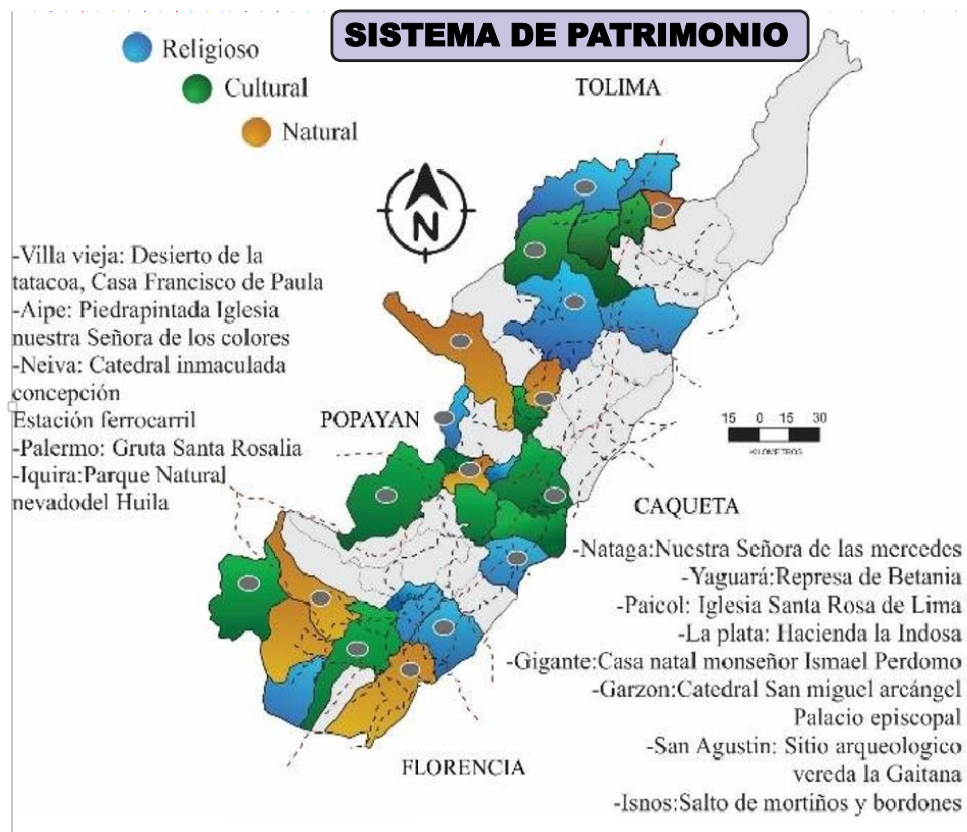 SISTEMA DE PATRIMONIO
Religioso
Cultural
Natural
TOLIMA
N
-Villa vieja: Desierto de la
tatacoa, Casa Francisco de Paula
-Aipe: Piedrapintada Iglesia
nuestra Señora de los colores
-Neiva: Catedral inmaculada
concepción
Estación ferrocarril
-Palermo: Gruta Santa Rosalia
-Iquira:Parque Natural
nevadodel Huila
POPAYAN
15 0 15 30
KILOMETROS
CAQUETA
-Nataga:Nuestra Señora de las mercedes
-Yaguará:Represa de Betania
-Paicol: Iglesia Santa Rosa de Lima
-La plata: Hacienda la Indosa
-Gigante:Casa natal monseñor Ismael Perdomo
-Garzon:Catedral San miguel arcángel
Palacio episcopal
-San Agustin: Sitio arqueologico
vereda la Gaitana
-Isnos:Salto de mortiños y bordones
FLORENCIA